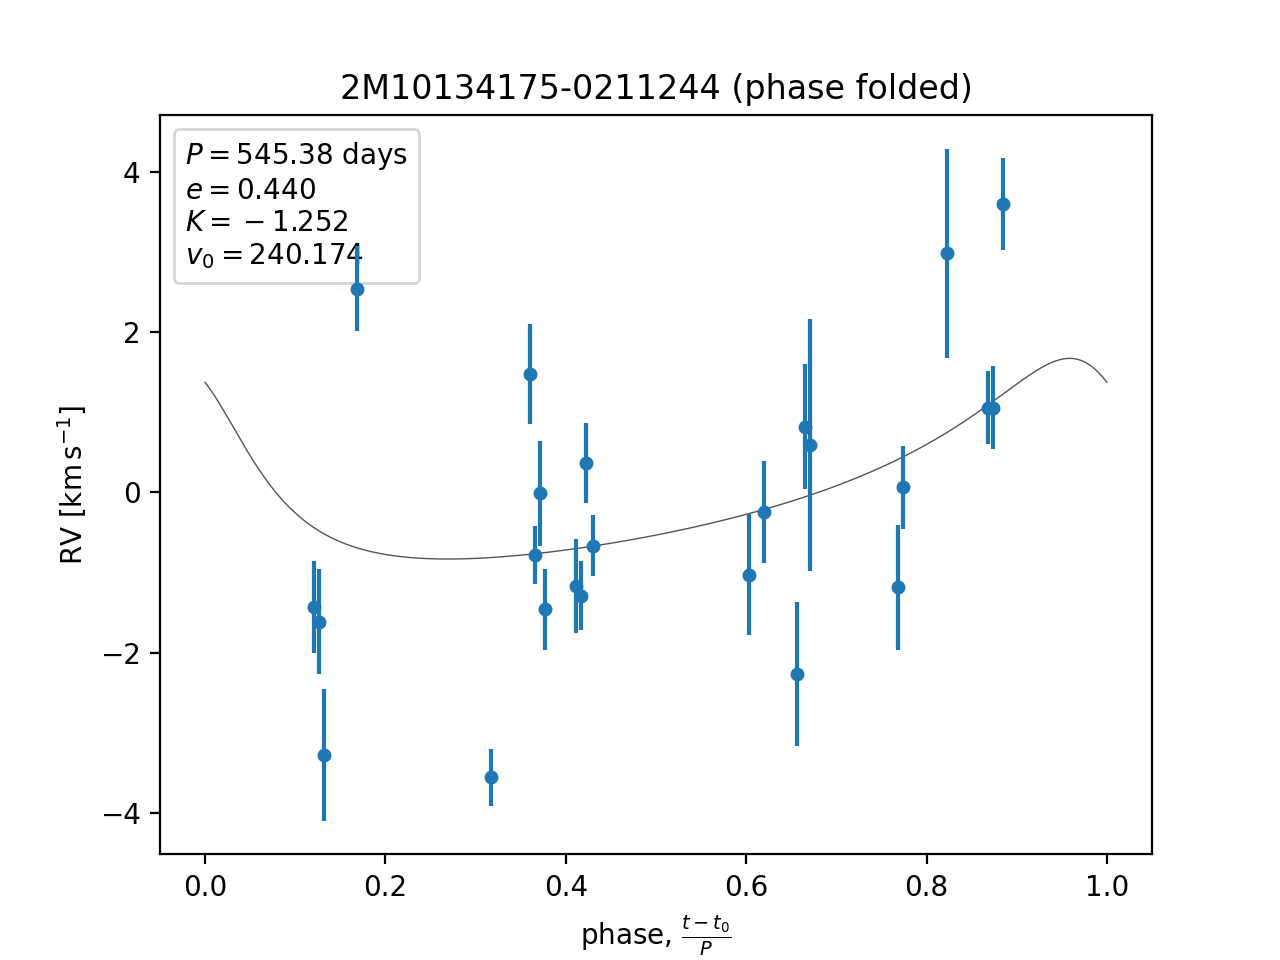 2M10134175-0211244 (phase folded)
P = 545.38 days
e = 0.440
K = −1.252
v₀ = 240.174
RV [km s⁻¹]
4
2
0
−2
−4
0.0 0.2 0.4 0.6 0.8 1.0
phase, (t − t₀)/P